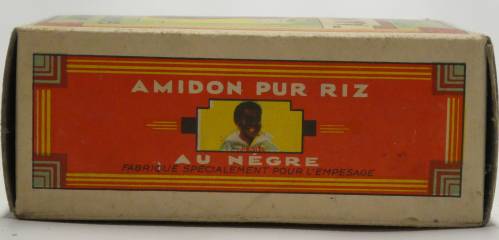 AMIDON PUR RIZ
AU NÈGRE
FABRIQUÉ SPÉCIALEMENT POUR L'EMPESAGE